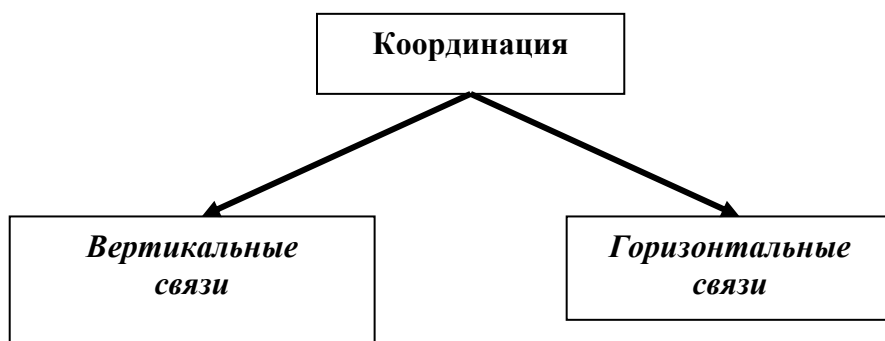 Координация
Вертикальные
связи
Горизонтальные
связи